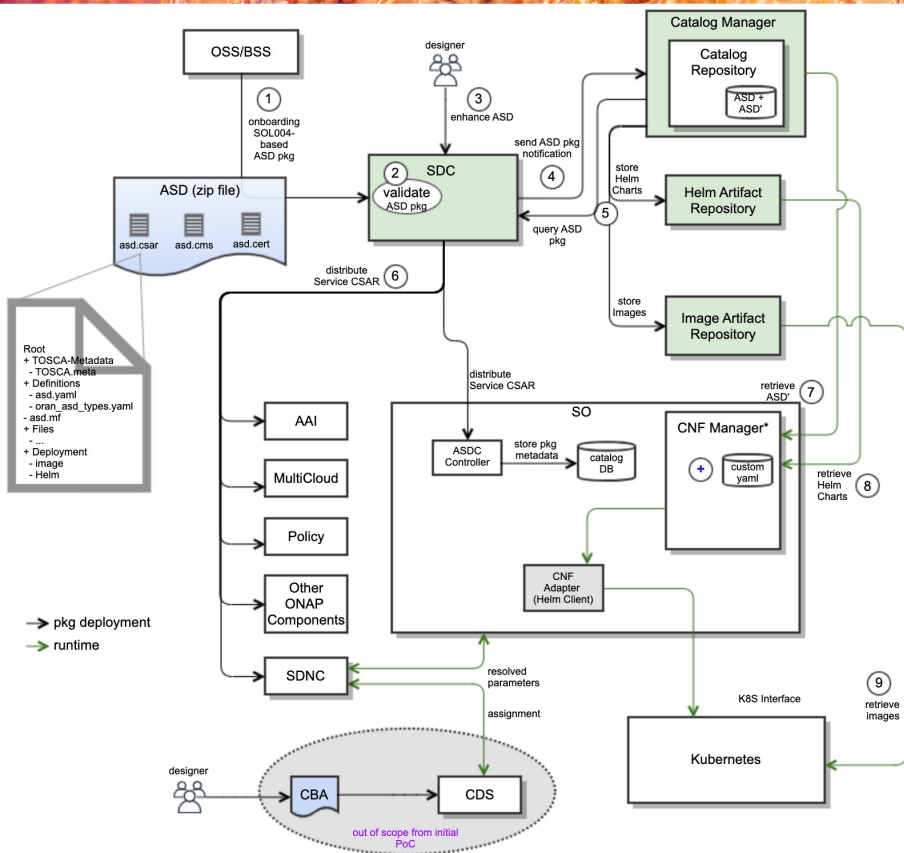 OSS/BSS
1
onboarding
SOL004-
based
ASD pkg
designer
3
enhance ASD
Catalog Manager
Catalog
Repository
ASD +
ASD'
send ASD pkg
notification
4
SDC
2
validate
ASD pkg
5
query ASD
pkg
store
Helm
Charts
Helm Artifact
Repository
store
Images
Image Artifact
Repository
ASD (zip file)
asd.csar
asd.cms
asd.cert
distribute
Service CSAR
6
Root
+ TOSCA-Metadata
- TOSCA.meta
+ Definitions
- asd.yaml
- oran_asd_types.yaml
- asd.mf
+ Files
- ...
+ Deployment
- image
- Helm
distribute
Service CSAR
retrieve
ASD'
7
SO
AAI
MultiCloud
Policy
Other
ONAP
Components
SDNC
ASDC
Controller
store pkg
metadata
catalog
DB
CNF Manager*
+
custom
yaml
retrieve
Helm
Charts
8
CNF
Adapter
(Helm Client)
pkg deployment
runtime
resolved
parameters
assignment
K8S Interface
9
retrieve
images
Kubernetes
designer
CBA
CDS
out of scope from initial
PoC